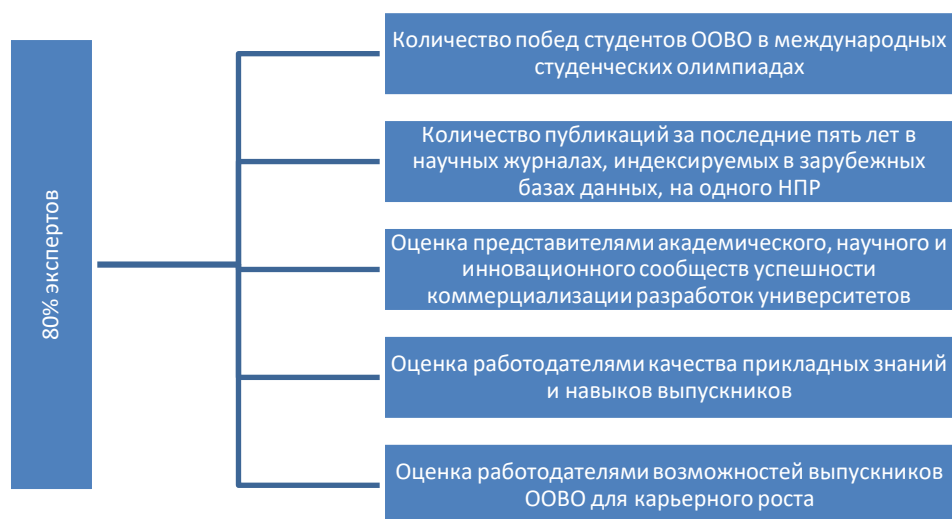 80% экспертов
Количество побед студентов ООВО в международных
студенческих олимпиадах
Количество публикаций за последние пять лет в
научных журналах, индексируемых в зарубежных
базах данных, на одного НПР
Оценка представителями академического, научного и
инновационного сообществ успешности
коммерциализации разработок университетов
Оценка работодателями качества прикладных знаний
и навыков выпускников
Оценка работодателями возможностей выпускников
ООВО для карьерного роста